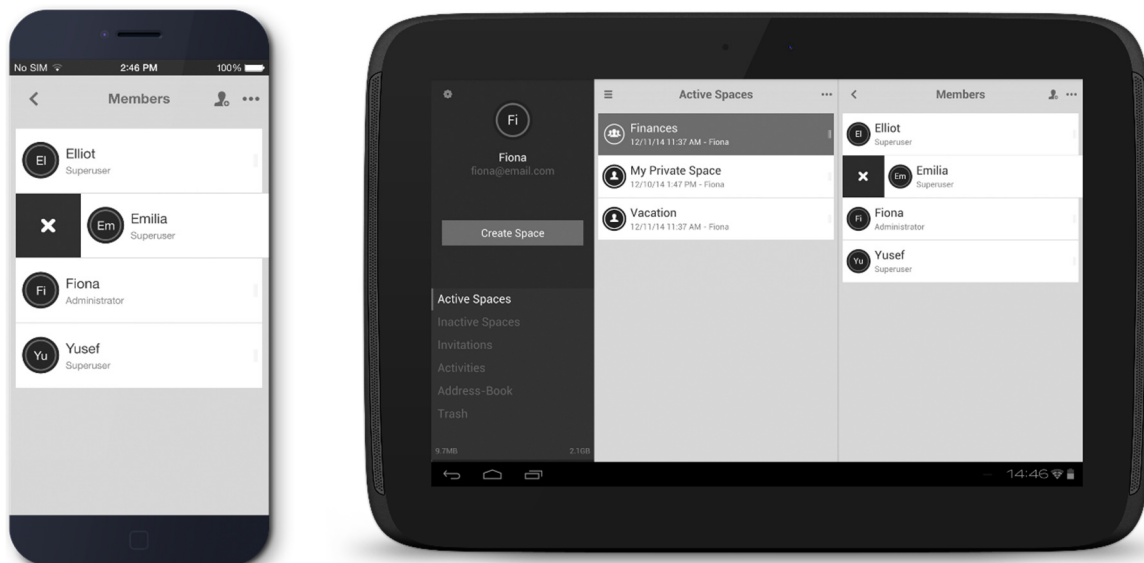 No SIM 2:46 PM 100%
Members
El Elliot
Superuser
Em Emilia
Superuser
Fi Fiona
Administrator
Yu Yusef
Superuser
Fi
Fiona
fiona@email.com
Create Space
Active Spaces
Inactive Spaces
Invitations
Activities
Address-Book
Trash
9.7MB 2.1GB
Active Spaces
Finances
12/11/14 11:37 AM - Fiona
My Private Space
12/10/14 1:47 PM - Fiona
Vacation
12/11/14 11:37 AM - Fiona
Members
El Elliot
Superuser
Em Emilia
Superuser
Fi Fiona
Administrator
Yu Yusef
Superuser
14:46